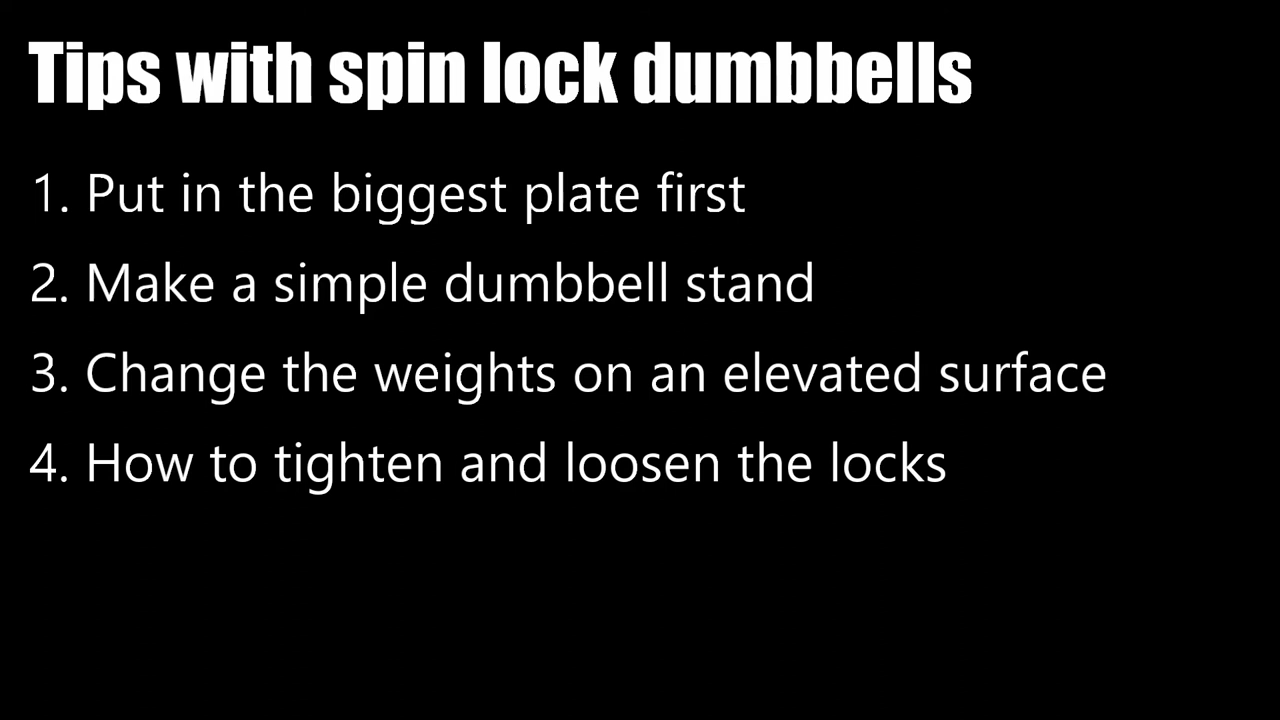 Tips with spin lock dumbbells
1. Put in the biggest plate first
2. Make a simple dumbbell stand
3. Change the weights on an elevated surface
4. How to tighten and loosen the locks